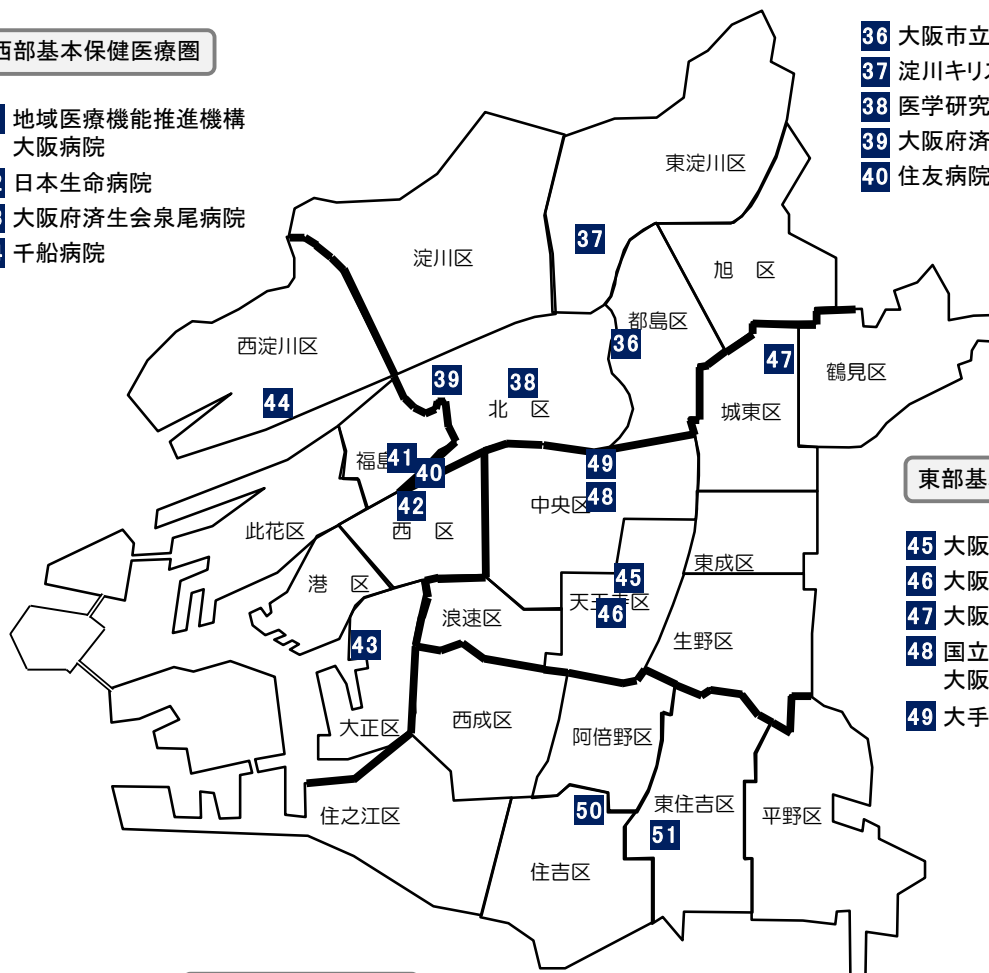 西部基本保健医療圏
地域医療機能推進機構
大阪病院
日本生命病院
大阪府済生会泉尾病院
千船病院
36 大阪市立
37 淀川キリス
38 医学研究
39 大阪府済
40 住友病院
東淀川区
37
淀川区
旭 区
都島区
36
西淀川区
44
39
38
北 区
47
鶴見区
城東区
福島
41
40
42
49
48
中央区
西 区
此花区
港 区
東成区
45
天王寺区
46
浪速区
生野区
43
大正区
西成区
阿倍野区
住之江区
50
東住吉区
51
平野区
住吉区
東部基
45 大阪
46 大阪
47 大阪
48 国立
大阪
49 大手